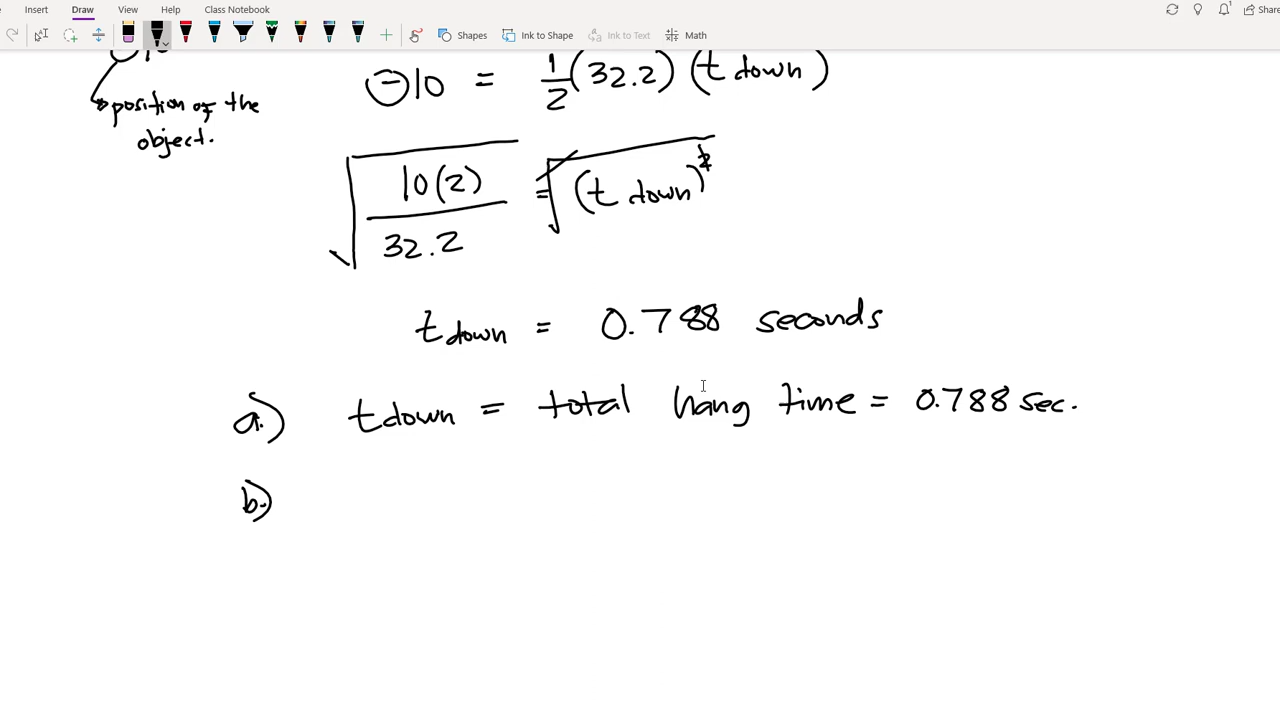 Insert Draw View Help Class Notebook Share
Shapes Ink to Shape Ink to Text Math
⊖10 = 1/2 (32.2) (t down)
position of the
object.
√(10(2) / 32.2) = √(t down)²
t down = 0.788 seconds
a.) t down = total hang time = 0.788 sec.
b.)